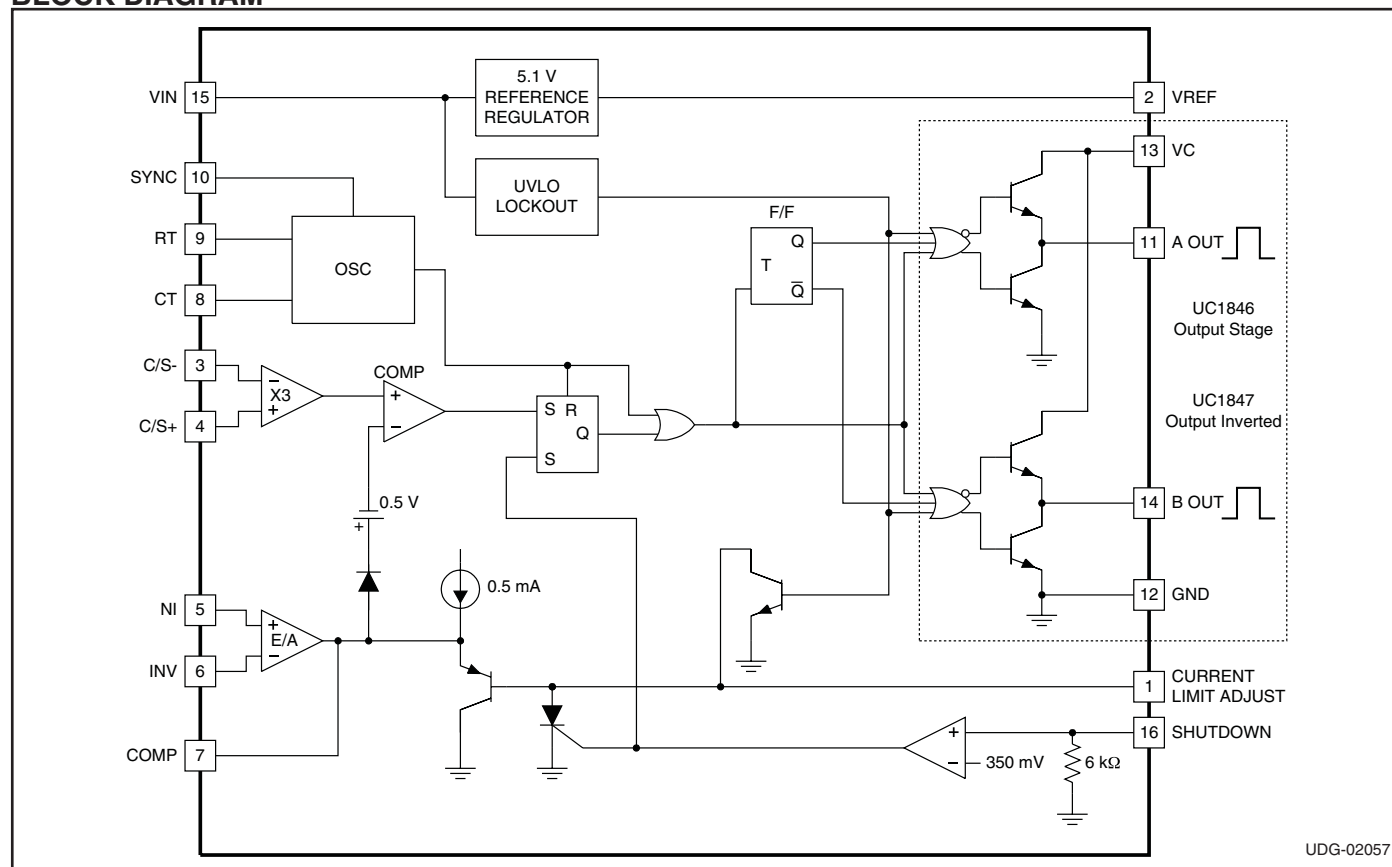 BLOCK DIAGRAM
VIN 15
5.1 V
REFERENCE
REGULATOR
2 VREF
13 VC
SYNC 10
UVLO
LOCKOUT
F/F
RT 9
OSC
T
Q
Q̅
11 A OUT
CT 8
UC1846
Output Stage
C/S- 3
−
X3
+
C/S+ 4
COMP
+
−
S R
Q
S
UC1847
Output Inverted
0.5 V
+
14 B OUT
0.5 mA
NI 5
+
E/A
−
INV 6
12 GND
1 CURRENT
LIMIT ADJUST
COMP 7
+
−
350 mV
6 kΩ
16 SHUTDOWN
UDG-02057